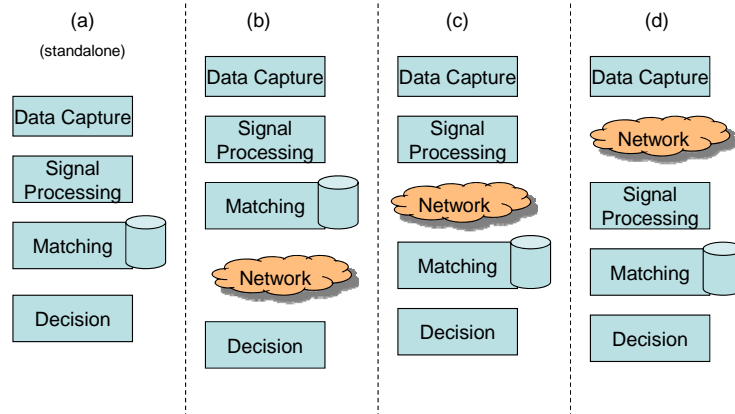 (a)
(standalone)
Data Capture
Signal
Processing
Matching
Decision
(b)
Data Capture
Signal
Processing
Matching
Network
Decision
(c)
Data Capture
Signal
Processing
Network
Matching
Decision
(d)
Data Capture
Network
Signal
Processing
Matching
Decision